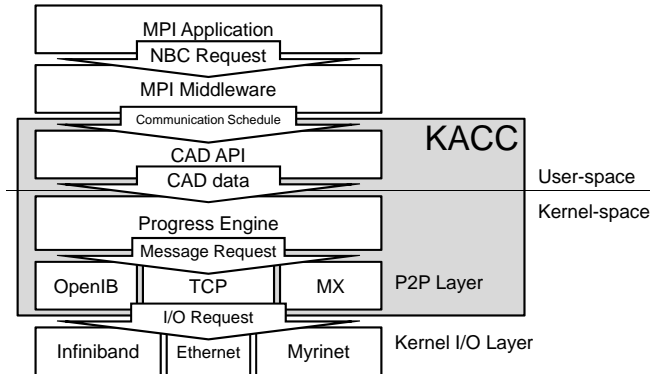 MPI Application
NBC Request
MPI Middleware
Communication Schedule
KACC
CAD API
CAD data
User-space
Kernel-space
Progress Engine
Message Request
OpenIB TCP MX P2P Layer
I/O Request
Infiniband Ethernet Myrinet Kernel I/O Layer